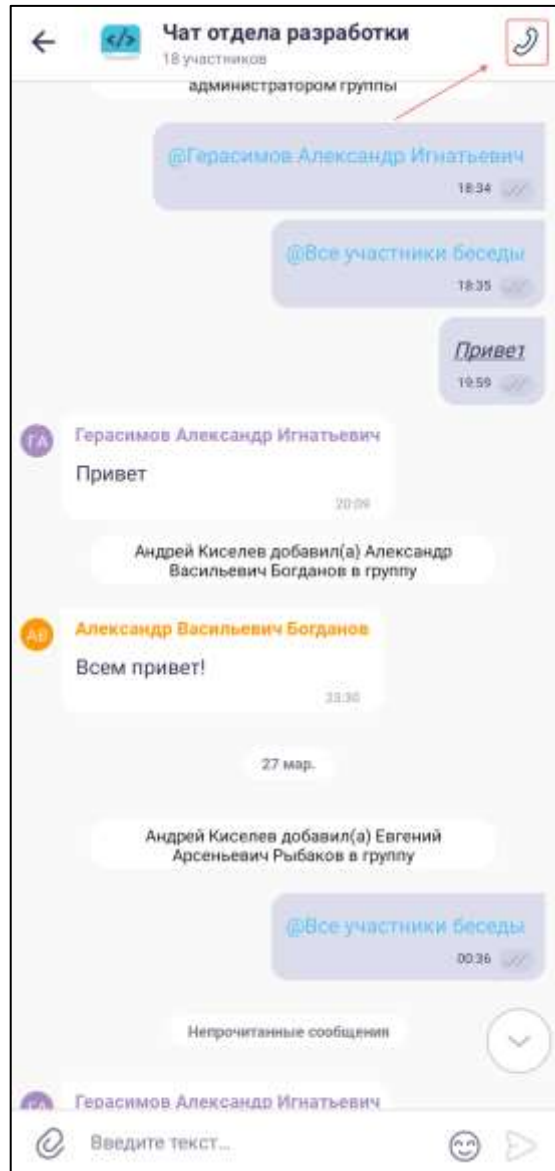 </>
Чат отдела разработки
18 участников
администратором группы
@Герасимов Александр Игнатьевич
18:34
@Все участники беседы
18:35
Привет
19:59
ГА
Герасимов Александр Игнатьевич
Привет
20:09
Андрей Киселев добавил(а) Александр
Васильевич Богданов в группу
АВ
Александр Васильевич Богданов
Всем привет!
23:30
27 мар.
Андрей Киселев добавил(а) Евгений
Арсеньевич Рыбаков в группу
@Все участники беседы
00:36
Непрочитанные сообщения
ГА
Герасимов Александр Игнатьевич
Введите текст...